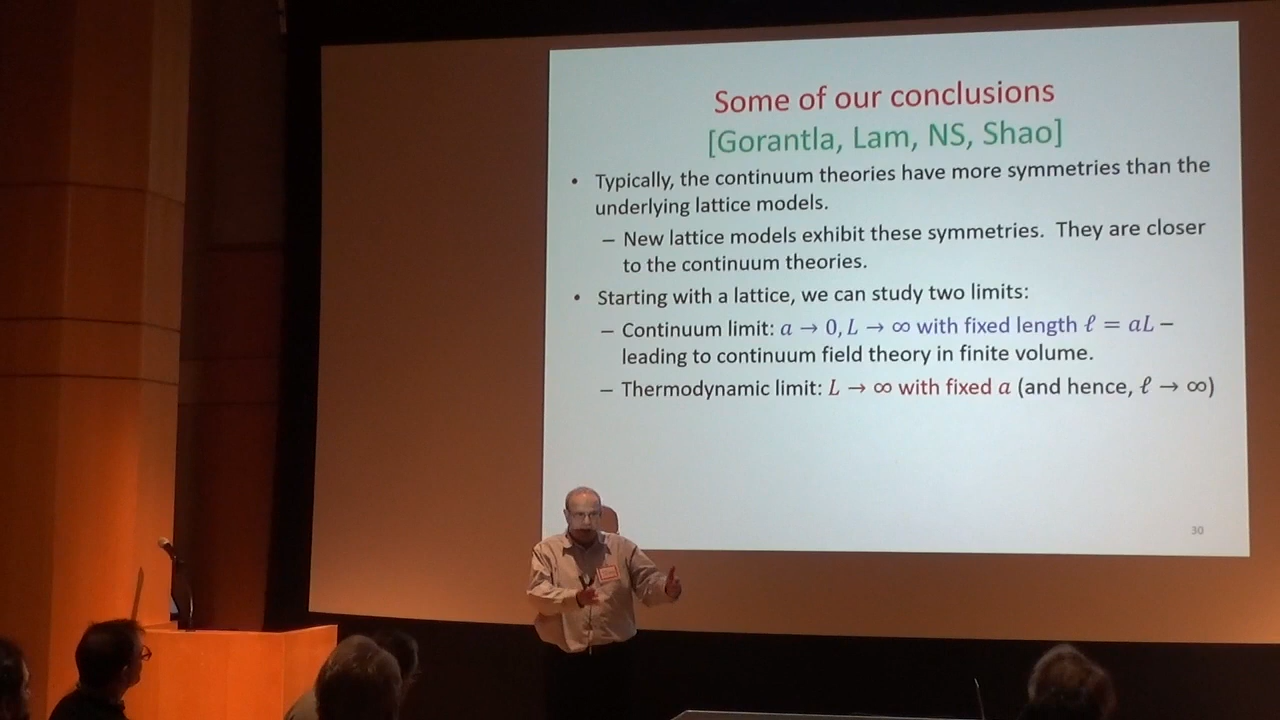 Some of our conclusions
[Gorantla, Lam, NS, Shao]
• Typically, the continuum theories have more symmetries than the
underlying lattice models.
– New lattice models exhibit these symmetries. They are closer
to the continuum theories.
• Starting with a lattice, we can study two limits:
– Continuum limit: a → 0, L → ∞ with fixed length ℓ = aL –
leading to continuum field theory in finite volume.
– Thermodynamic limit: L → ∞ with fixed a (and hence, ℓ → ∞)
30